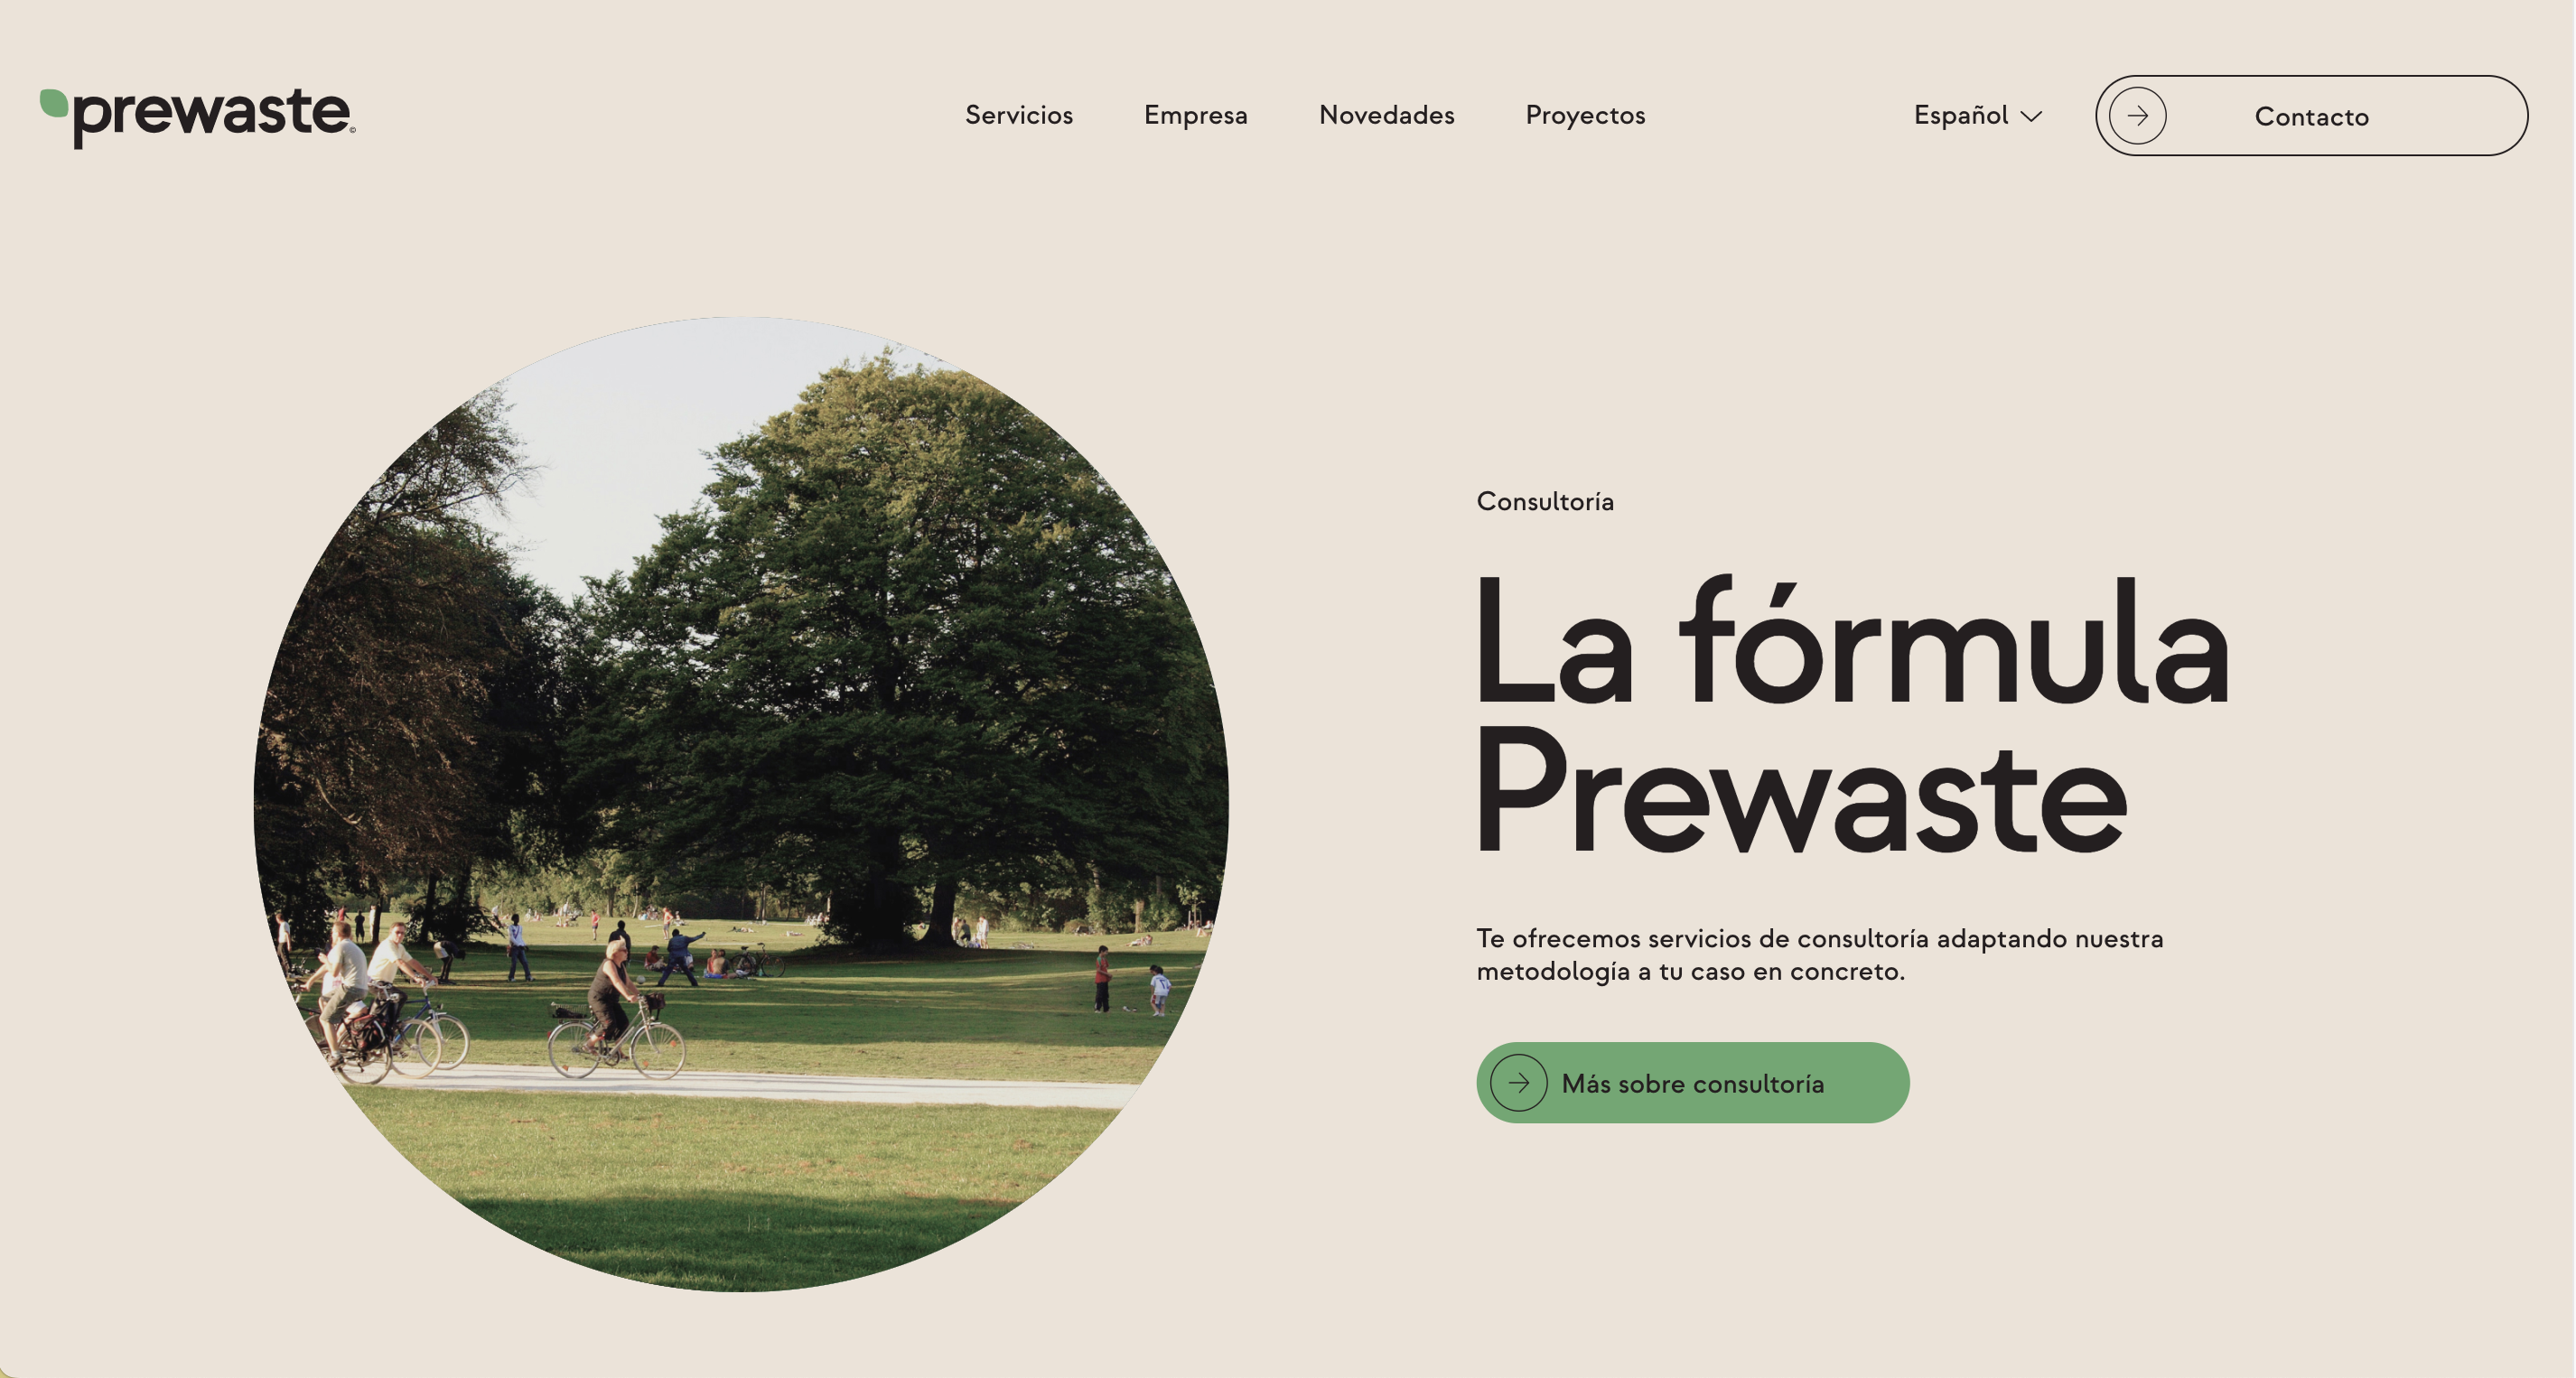 prewaste©
Servicios
Empresa
Novedades
Proyectos
Español
Contacto
Consultoría
La fórmula
Prewaste
Te ofrecemos servicios de consultoría adaptando nuestra
metodología a tu caso en concreto.
Más sobre consultoría